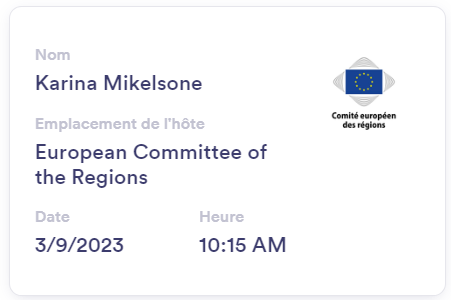 Nom
Karina Mikelsone
Comité européen
des régions
Emplacement de l'hôte
European Committee of
the Regions
Date
Heure
3/9/2023
10:15 AM